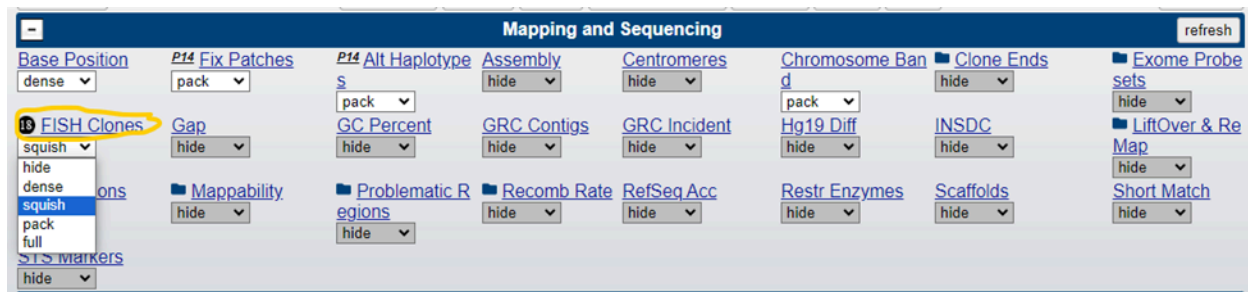 - Mapping and Sequencing refresh
Base Position P14 Fix Patches P14 Alt Haplotype Assembly Centromeres Chromosome Ban Clone Ends Exome Probe
dense pack s hide hide d hide sets
pack pack hide
18 FISH Clones Gap GC Percent GRC Contigs GRC Incident Hg19 Diff INSDC LiftOver & Re
squish hide hide hide hide hide hide Map
hide hide
dense ons Mappability Problematic R Recomb Rate RefSeq Acc Restr Enzymes Scaffolds Short Match
squish hide egions hide hide hide hide hide
pack hide
full
STS Markers
hide